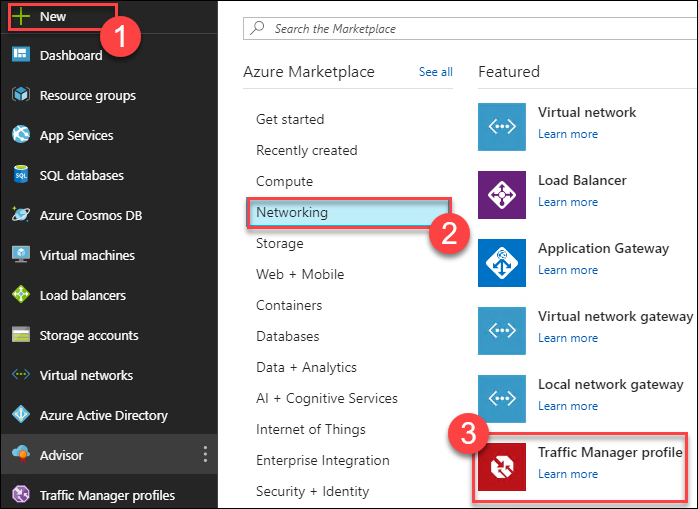 New
1
Dashboard
Resource groups
App Services
SQL databases
Azure Cosmos DB
Virtual machines
Load balancers
Storage accounts
Virtual networks
Azure Active Directory
Advisor
Traffic Manager profiles
Search the Marketplace
Azure Marketplace
See all
Get started
Recently created
Compute
Networking
2
Storage
Web + Mobile
Containers
Databases
Data + Analytics
AI + Cognitive Services
Internet of Things
Enterprise Integration
Security + Identity
Featured
Virtual network
Learn more
Load Balancer
Learn more
Application Gateway
Learn more
Virtual network gateway
Learn more
Local network gateway
Learn more
3
Traffic Manager profile
Learn more